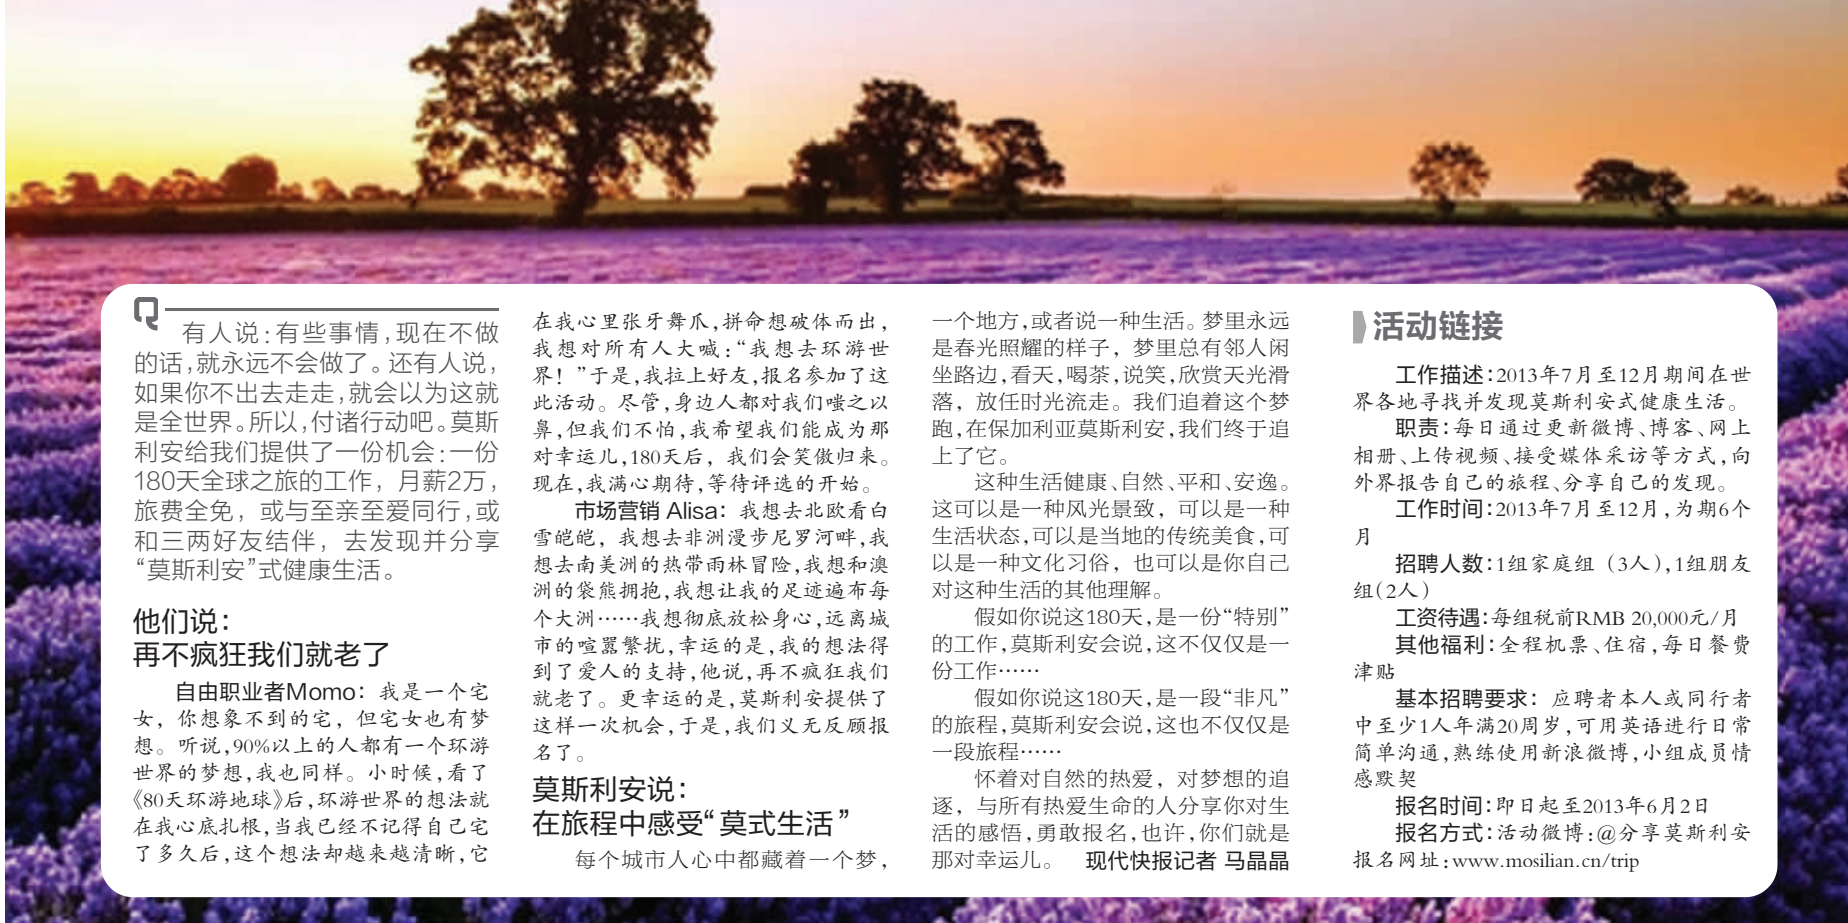 有人说:有些事情,现在不做
的话,就永远不会做了。还有人说,
如果你不出去走走,就会以为这就
是全世界。所以,付诸行动吧。莫斯
利安给我们提供了一份机会:一份
180天全球之旅的工作，月薪2万，
旅费全免，或与至亲至爱同行,或
和三两好友结伴，去发现并分享
“莫斯利安”式健康生活。
他们说:
再不疯狂我们就老了
自由职业者Momo：我是一个宅
女，你想象不到的宅，但宅女也有梦
想。听说,90%以上的人都有一个环游
世界的梦想,我也同样。小时候,看了
《80天环游地球》后,环游世界的想法就
在我心底扎根,当我已经不记得自己宅
了多久后,这个想法却越来越清晰,它
在我心里张牙舞爪,拼命想破体而出，
我想对所有人大喊:“我想去环游世
界！”于是,我拉上好友,报名参加了这
此活动。尽管,身边人都对我们嗤之以
鼻,但我们不怕,我希望我们能成为那
对幸运儿,180天后，我们会笑傲归来。
现在,我满心期待,等待评选的开始。
市场营销 Alisa：我想去北欧看白
雪皑皑，我想去非洲漫步尼罗河畔,我
想去南美洲的热带雨林冒险,我想和澳
洲的袋熊拥抱,我想让我的足迹遍布每
个大洲……我想彻底放松身心,远离城
市的喧嚣繁扰,幸运的是,我的想法得
到了爱人的支持,他说,再不疯狂我们
就老了。更幸运的是,莫斯利安提供了
这样一次机会,于是,我们义无反顾报
名了。
莫斯利安说:
在旅程中感受“莫式生活”
每个城市人心中都藏着一个梦，
一个地方,或者说一种生活。梦里永远
是春光照耀的样子，梦里总有邻人闲
坐路边,看天,喝茶,说笑,欣赏天光滑
落，放任时光流走。我们追着这个梦
跑,在保加利亚莫斯利安,我们终于追
上了它。
这种生活健康、自然、平和、安逸。
这可以是一种风光景致，可以是一种
生活状态,可以是当地的传统美食,可
以是一种文化习俗，也可以是你自己
对这种生活的其他理解。
假如你说这180天,是一份“特别”
的工作,莫斯利安会说,这不仅仅是一
份工作……
假如你说这180天,是一段“非凡”
的旅程,莫斯利安会说,这也不仅仅是
一段旅程……
怀着对自然的热爱，对梦想的追
逐，与所有热爱生命的人分享你对生
活的感悟,勇敢报名,也许,你们就是
那对幸运儿。 现代快报记者 马晶晶
活动链接
工作描述:2013年7月至12月期间在世
界各地寻找并发现莫斯利安式健康生活。
职责:每日通过更新微博、博客、网上
相册、上传视频、接受媒体采访等方式,向
外界报告自己的旅程、分享自己的发现。
工作时间:2013年7月至12月,为期6个
月
招聘人数:1组家庭组（3人）,1组朋友
组(2人)
工资待遇:每组税前RMB 20,000元/月
其他福利:全程机票、住宿,每日餐费
津贴
基本招聘要求：应聘者本人或同行者
中至少1人年满20周岁,可用英语进行日常
简单沟通,熟练使用新浪微博,小组成员情
感默契
报名时间:即日起至2013年6月2日
报名方式:活动微博:@分享莫斯利安
报名网址:www.mosilian.cn/trip